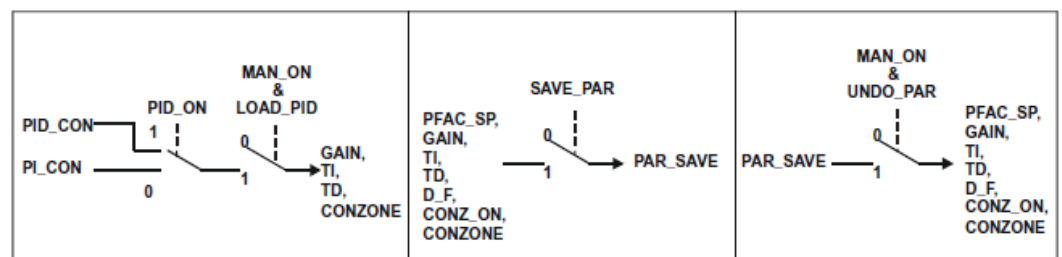 MAN_ON
&
LOAD_PID
PID_ON
PID_CON
1
0
PI_CON
1
0
GAIN,
TI,
TD,
CONZONE
SAVE_PAR
PFAC_SP,
GAIN,
TI,
TD,
D_F,
CONZ_ON,
CONZONE
0
1
PAR_SAVE
MAN_ON
&
UNDO_PAR
PAR_SAVE
0
1
PFAC_SP,
GAIN,
TI,
TD,
D_F,
CONZ_ON,
CONZONE